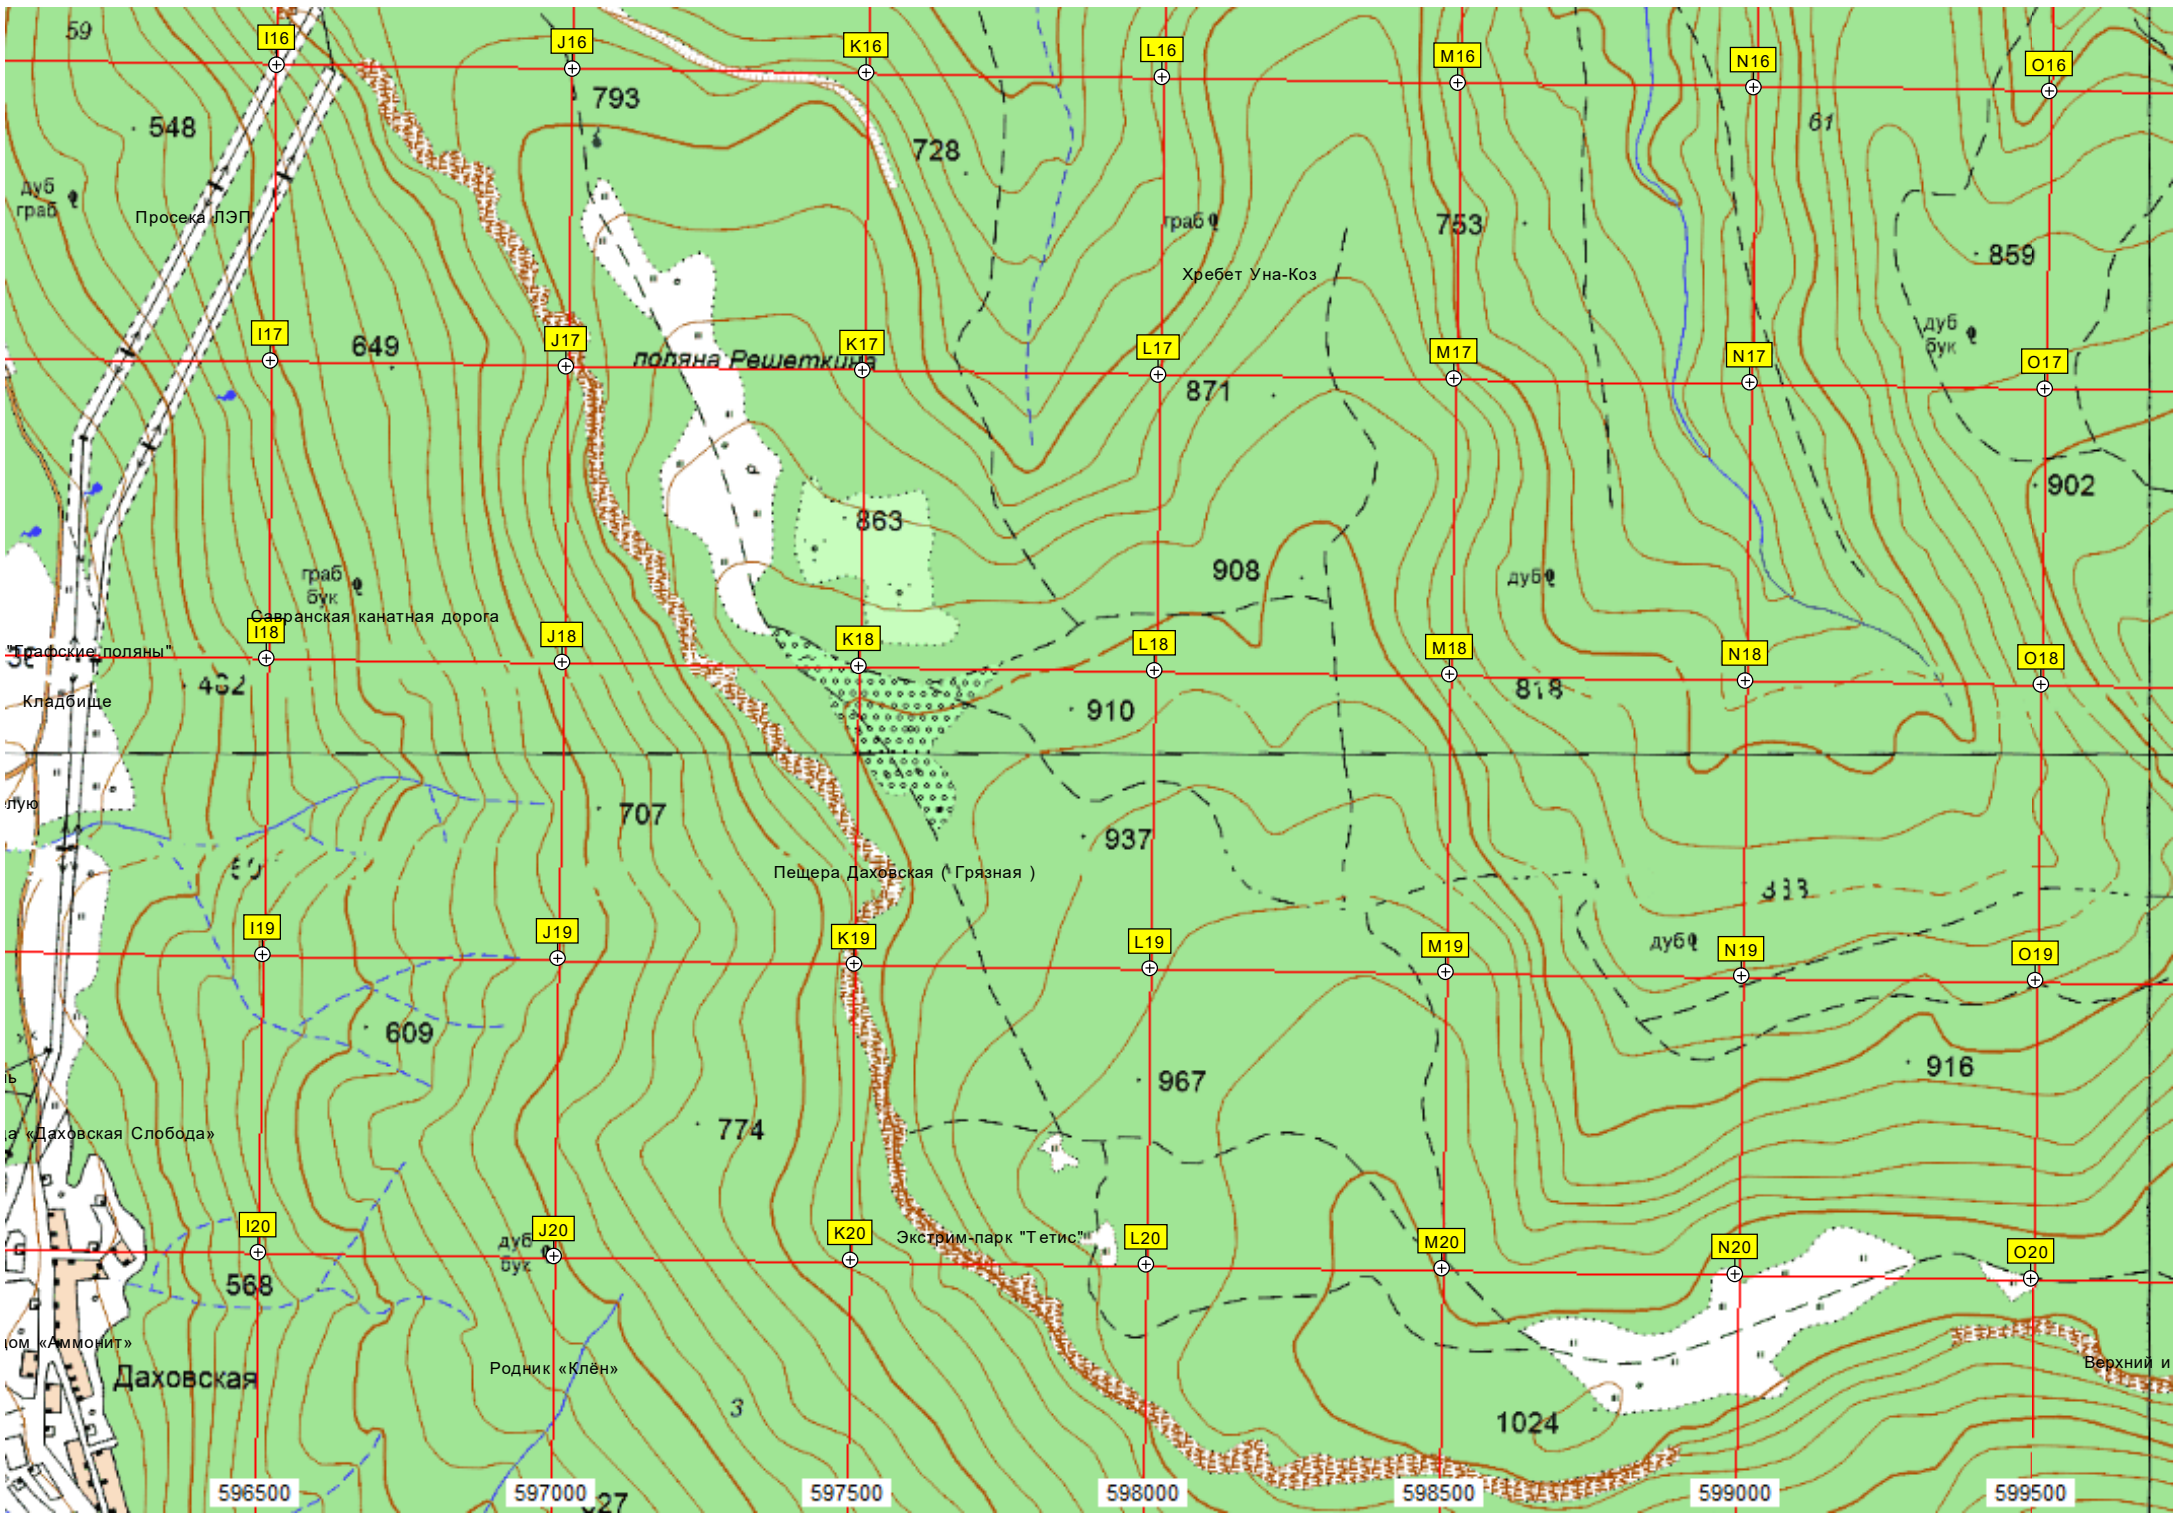 59
I16
J16
K16
L16
M16
N16
O16
793
548
728
61
дуб
граб
Просека ЛЭП
граб
753
859
Хребет Уна-Коз
дуб
бук
I17
J17
K17
L17
M17
N17
O17
649
поляна Решеткина
871
902
863
908
граб
бук
дуб
Савранская канатная дорога
I18
J18
K18
L18
M18
N18
O18
"Графские поляны"
Кладбище
910
818
707
937
елую
Пещера Даховская ( Грязная )
дуб
I19
J19
K19
L19
M19
N19
O19
609
916
967
ь
774
а «Даховская Слобода»
I20
J20
K20
L20
M20
N20
O20
Экстрим-парк "Тетис"
дуб
бук
568
ом «Аммонит»
Родник «Клён»
Верхний и
Даховская
3
1024
596500
597000
597500
598000
598500
599000
599500